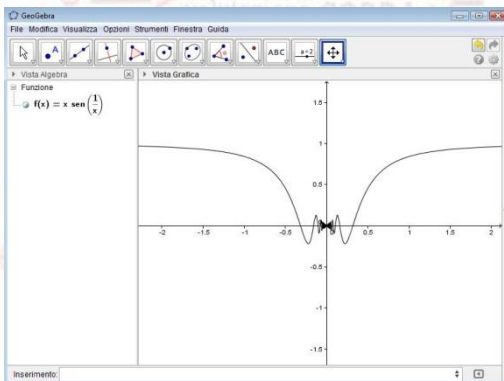 GeoGebra
File Modifica Visualizza Opzioni Strumenti Finestra Guida
A
ABC
a=2
Vista Algebra
Vista Grafica
Funzione
f(x) = x sen(1/x)
1.5
1
0.5
0
-2 -1.5 -1 -0.5 0.5 1 1.5 2
-0.5
-1
-1.5
Inserimento: